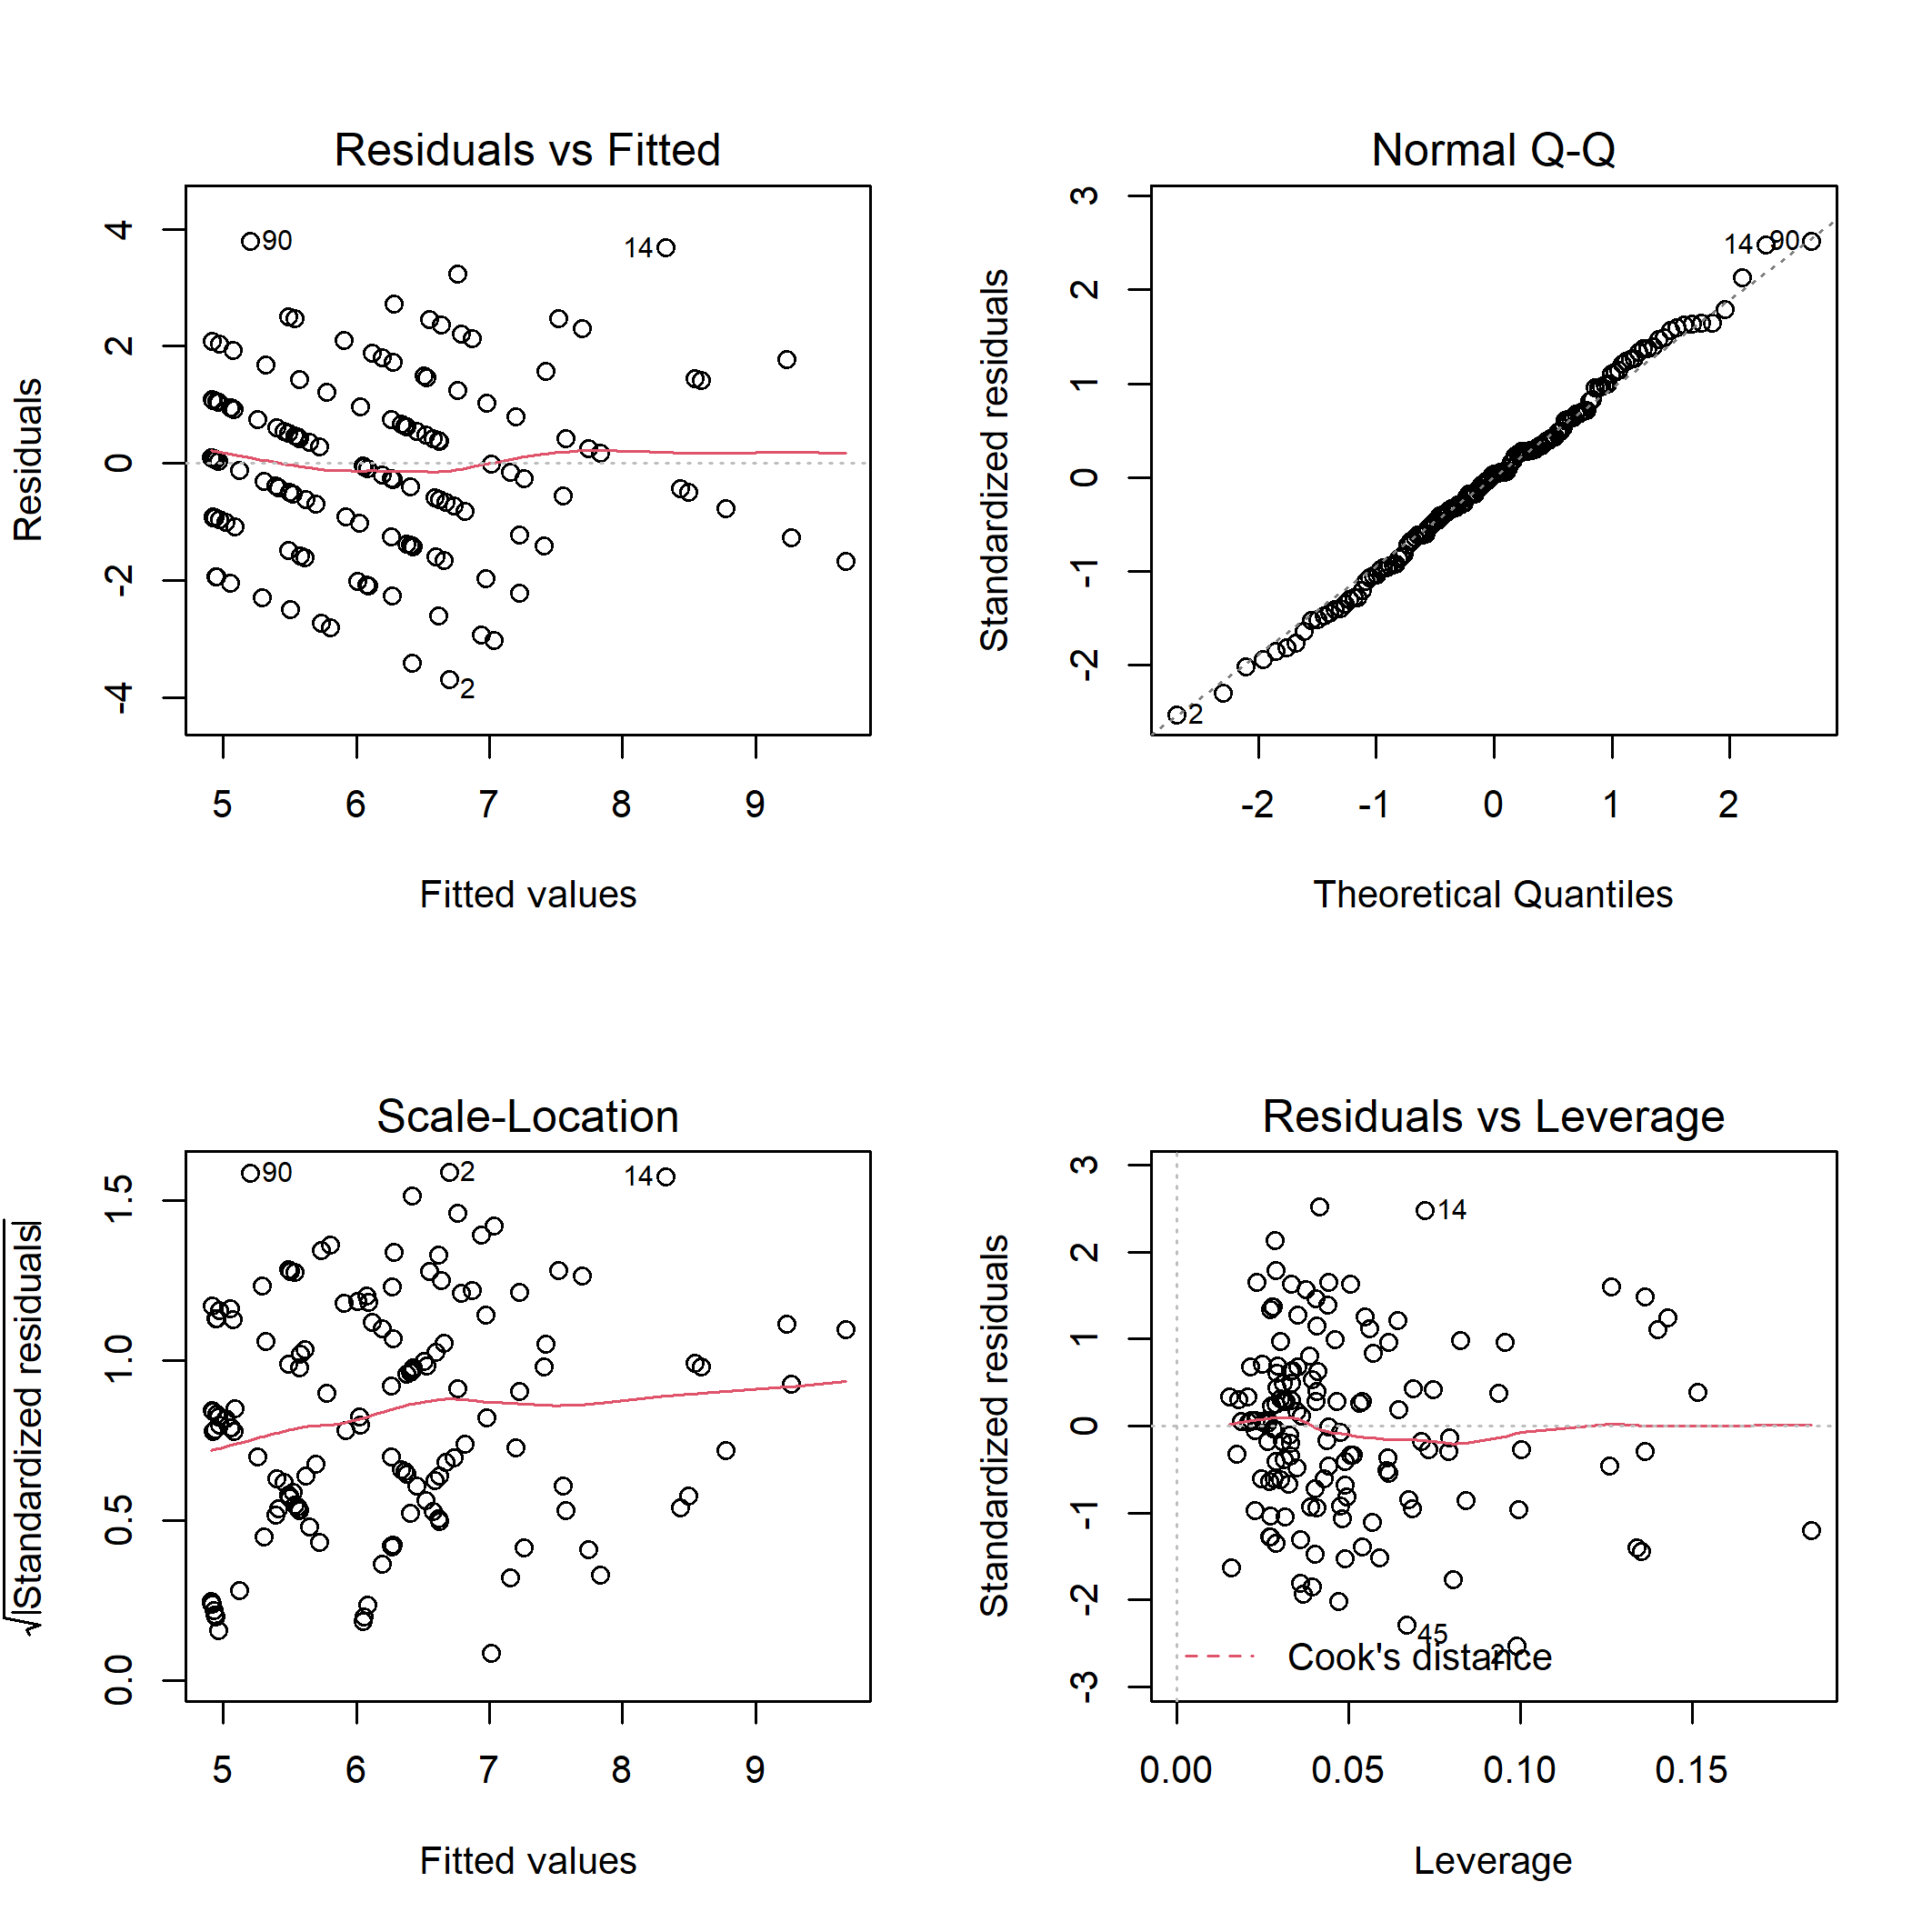 Residuals vs Fitted
Residuals
4
2
0
-2
-4
90
14
2
5 6 7 8 9
Fitted values
Normal Q-Q
Standardized residuals
3
2
1
0
-1
-2
14 90
2
-2 -1 0 1 2
Theoretical Quantiles
Scale-Location
√|Standardized residuals|
1.5
1.0
0.5
0.0
90
2
14
5 6 7 8 9
Fitted values
Residuals vs Leverage
Standardized residuals
3
2
1
0
-1
-2
-3
14
45
2
Cook's distance
0.00 0.05 0.10 0.15
Leverage